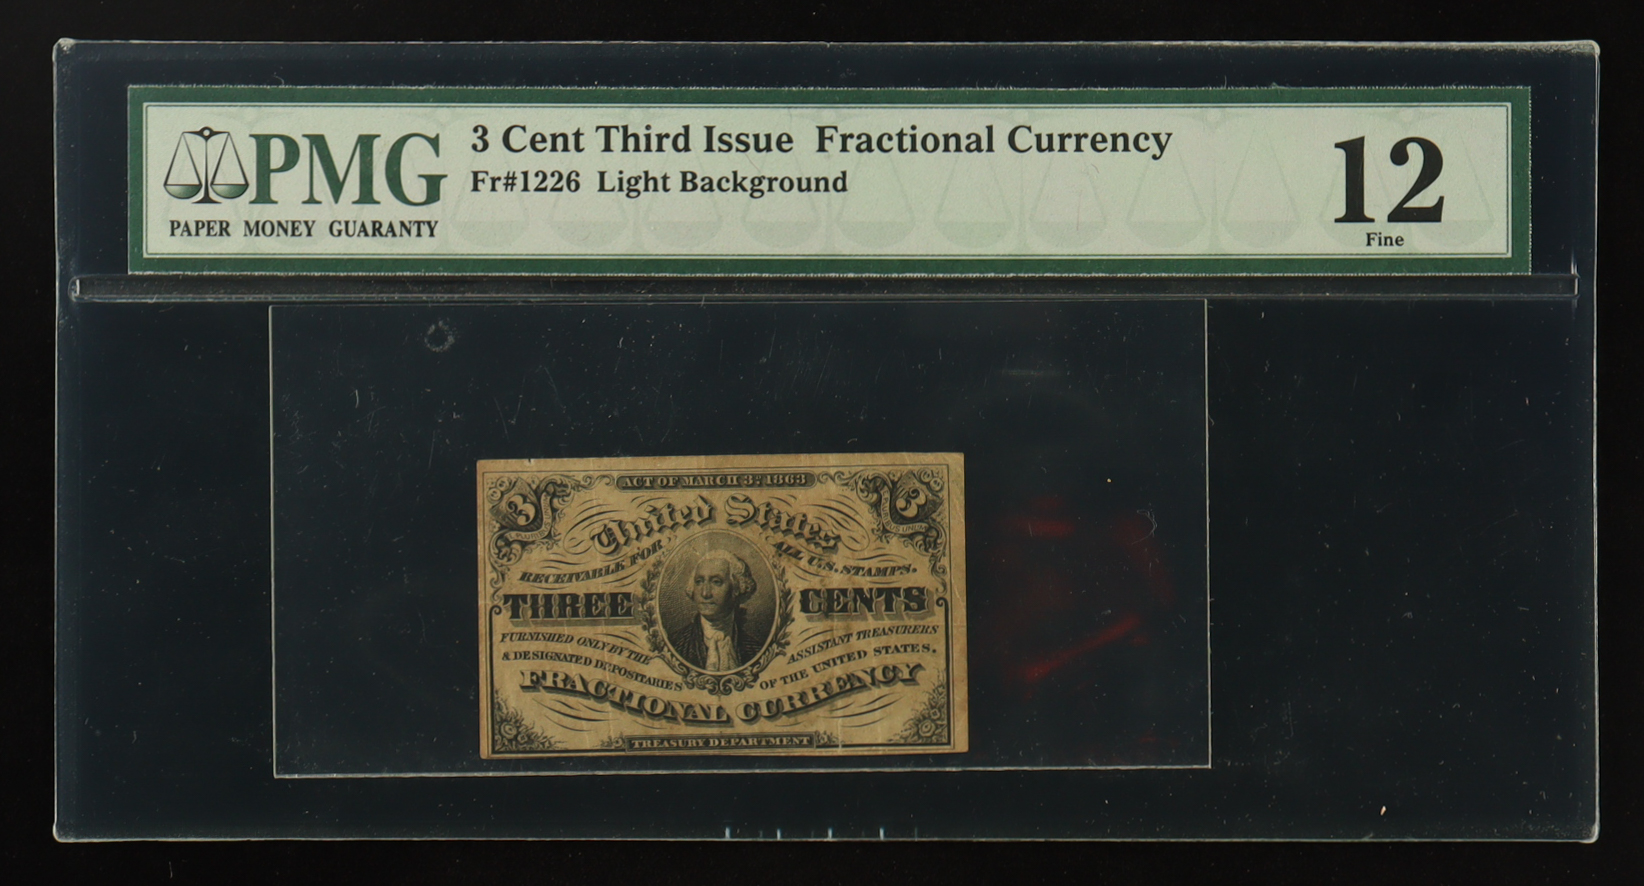 PMG
PAPER MONEY GUARANTY
3 Cent Third Issue Fractional Currency
Fr#1226 Light Background
12
Fine
ACT OF MARCH 3D 1863
3
3
United States
RECEIVABLE FOR ALL U.S. STAMPS.
THREE CENTS
FURNISHED ONLY BY THE ASSISTANT TREASURERS
& DESIGNATED DEPOSITARIES OF THE UNITED STATES.
FRACTIONAL CURRENCY
TREASURY DEPARTMENT